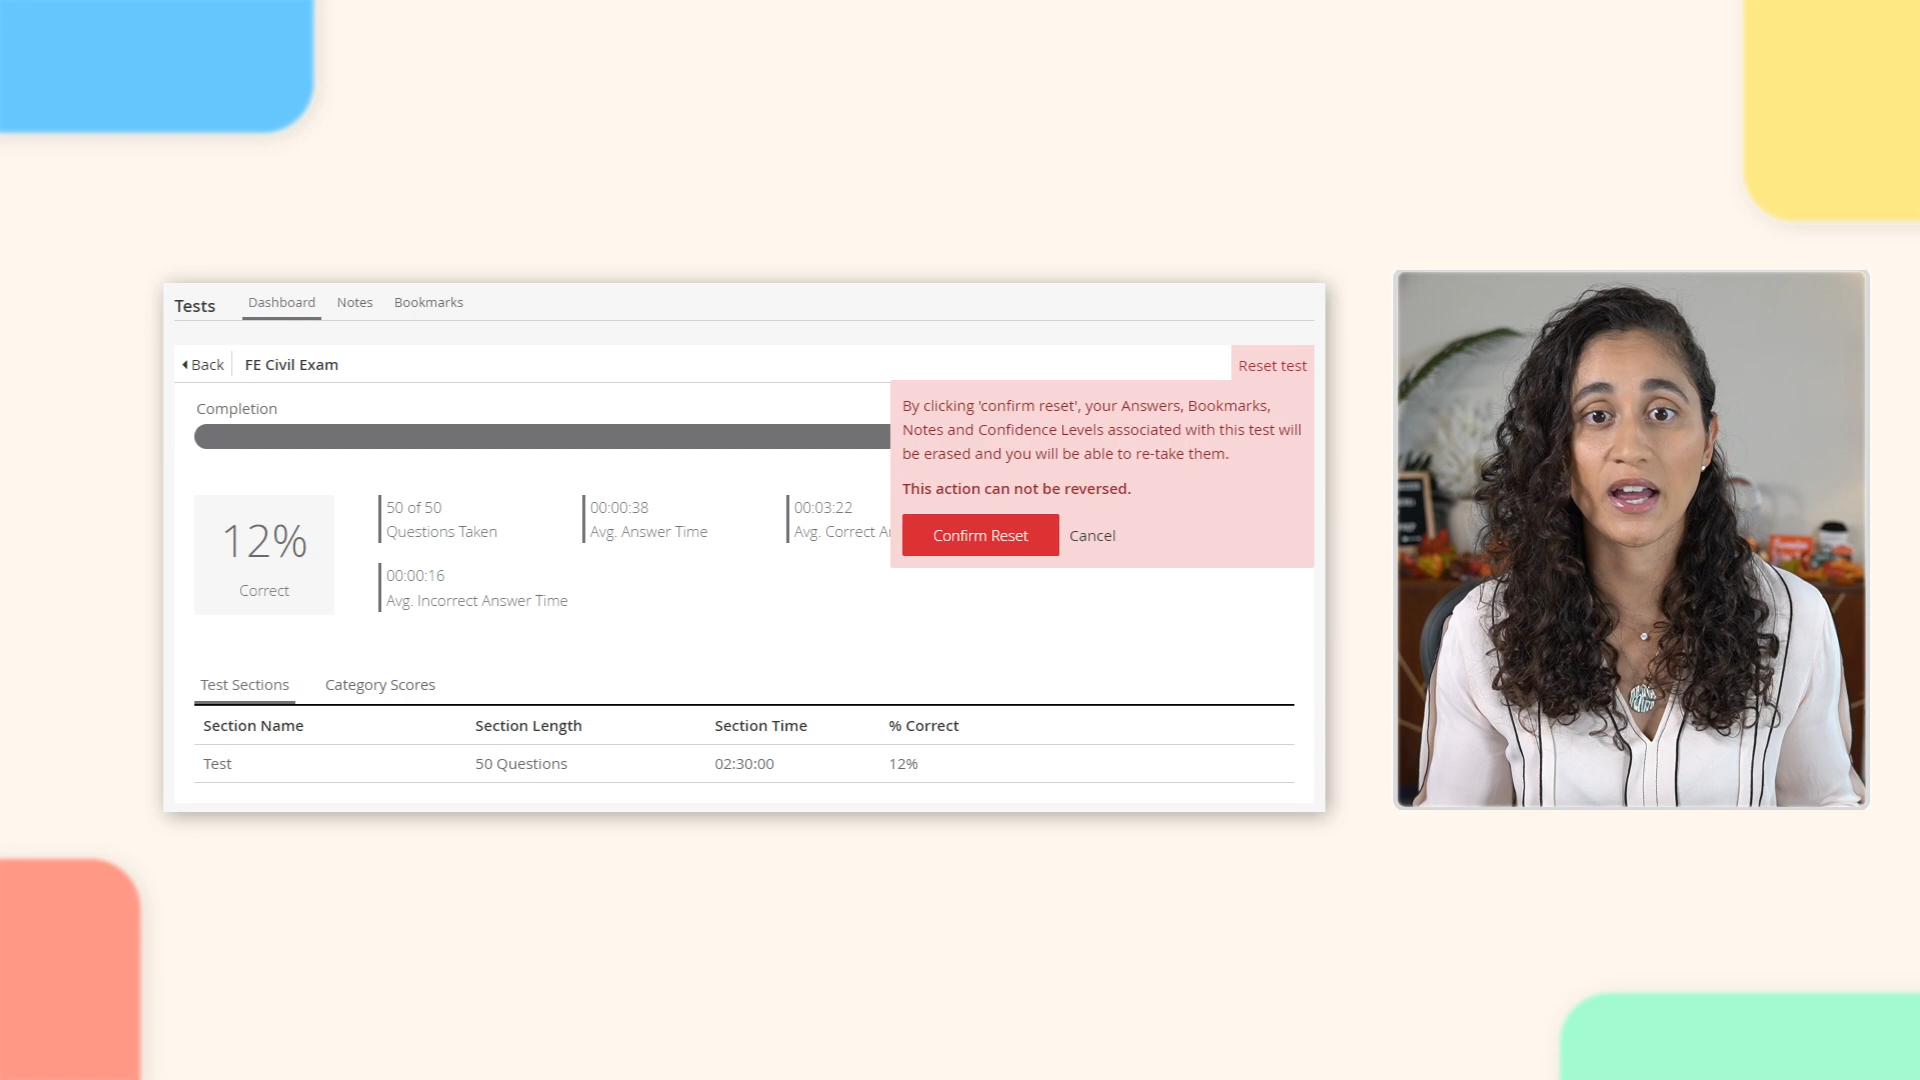 Tests
Dashboard
Notes
Bookmarks
Back
FE Civil Exam
Reset test
Completion
By clicking 'confirm reset', your Answers, Bookmarks,
Notes and Confidence Levels associated with this test will
be erased and you will be able to re-take them.
This action can not be reversed.
Confirm Reset
Cancel
12%
Correct
50 of 50
Questions Taken
00:00:38
Avg. Answer Time
00:03:22
Avg. Correct
00:00:16
Avg. Incorrect Answer Time
Test Sections
Category Scores
Section Name Section Length Section Time % Correct
Test 50 Questions 02:30:00 12%